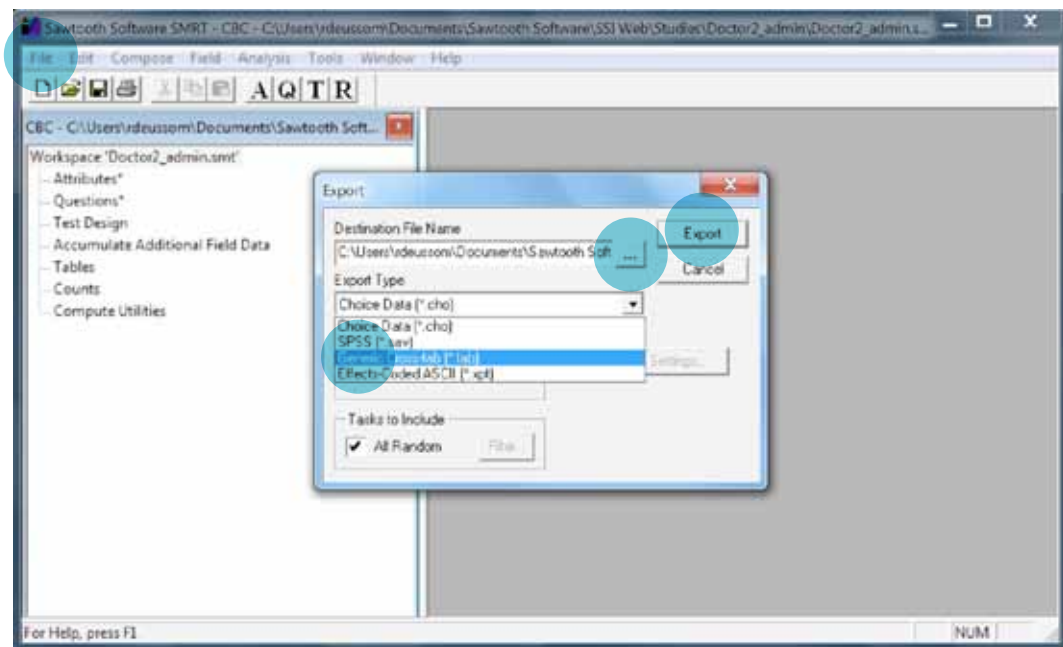 Sawtooth Software SMRT - CBC - C:\Users\rdeussom\Documents\Sawtooth Software\SSI Web\Studies\Doctor2_admin\Doctor2_admin.s...
File Edit Compose Field Analysis Tools Window Help
A Q T R
CBC - C:\Users\rdeussom\Documents\Sawtooth Soft...
Workspace 'Doctor2_admin.smt'
Attributes*
Questions*
Test Design
Accumulate Additional Field Data
Tables
Counts
Compute Utilities
Export
Destination File Name
C:\Users\rdeussom\Documents\Sawtooth Soft
...
Export
Cancel
Export Type
Choice Data (*.cho)
Choice Data (*.cho)
SPSS (*.sav)
Generic Cross-tab (*.tab)
Effects-Coded ASCII (*.xpt)
Settings...
Tasks to Include
All Random
Filter...
For Help, press F1
NUM